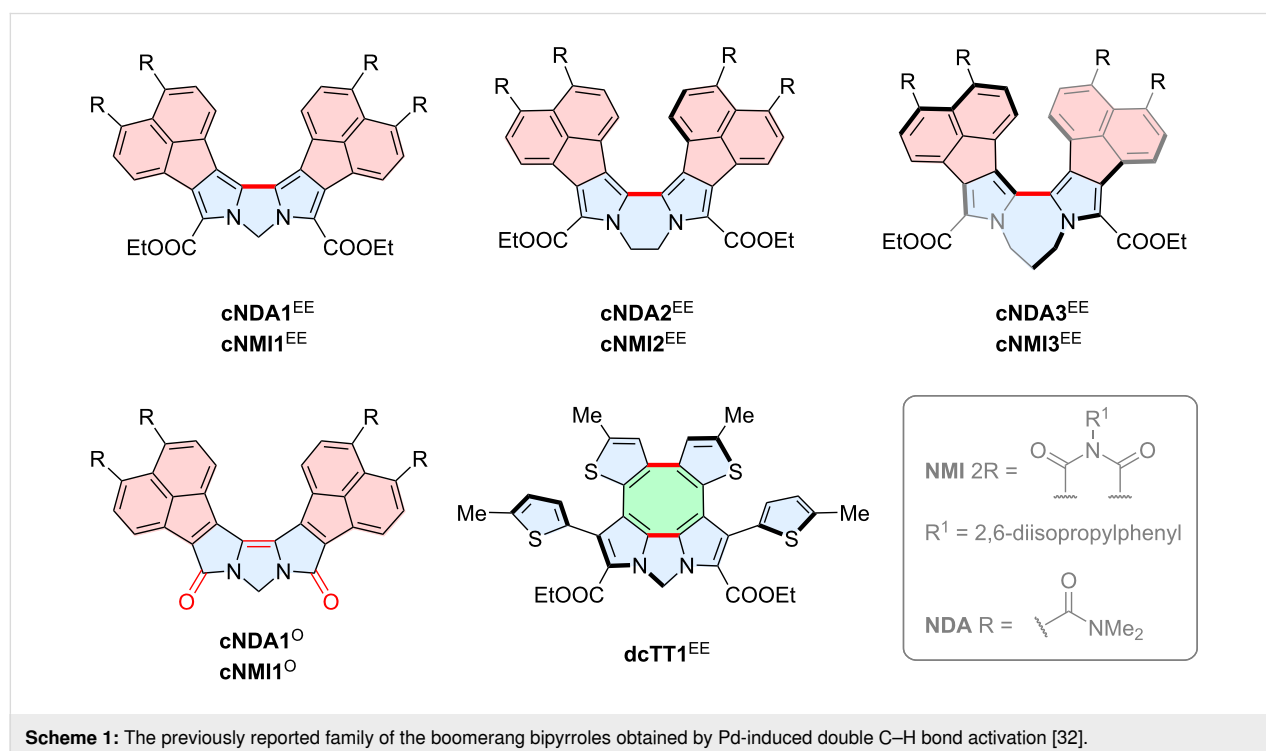 R R R R
R R R R
R R R R
N N
N N
N N
EtOOC COOEt
EtOOC COOEt
EtOOC COOEt
cNDA1EE
cNMI1EE
cNDA2EE
cNMI2EE
cNDA3EE
cNMI3EE
R R R R
N N
O O
cNDA1O
cNMI1O
Me Me
S S
Me S S Me
N N
EtOOC COOEt
dcTT1EE
R1
O N O
NMI 2R =
R1 = 2,6-diisopropylphenyl
O
NDA R = NMe2
Scheme 1: The previously reported family of the boomerang bipyrroles obtained by Pd-induced double C–H bond activation [32].